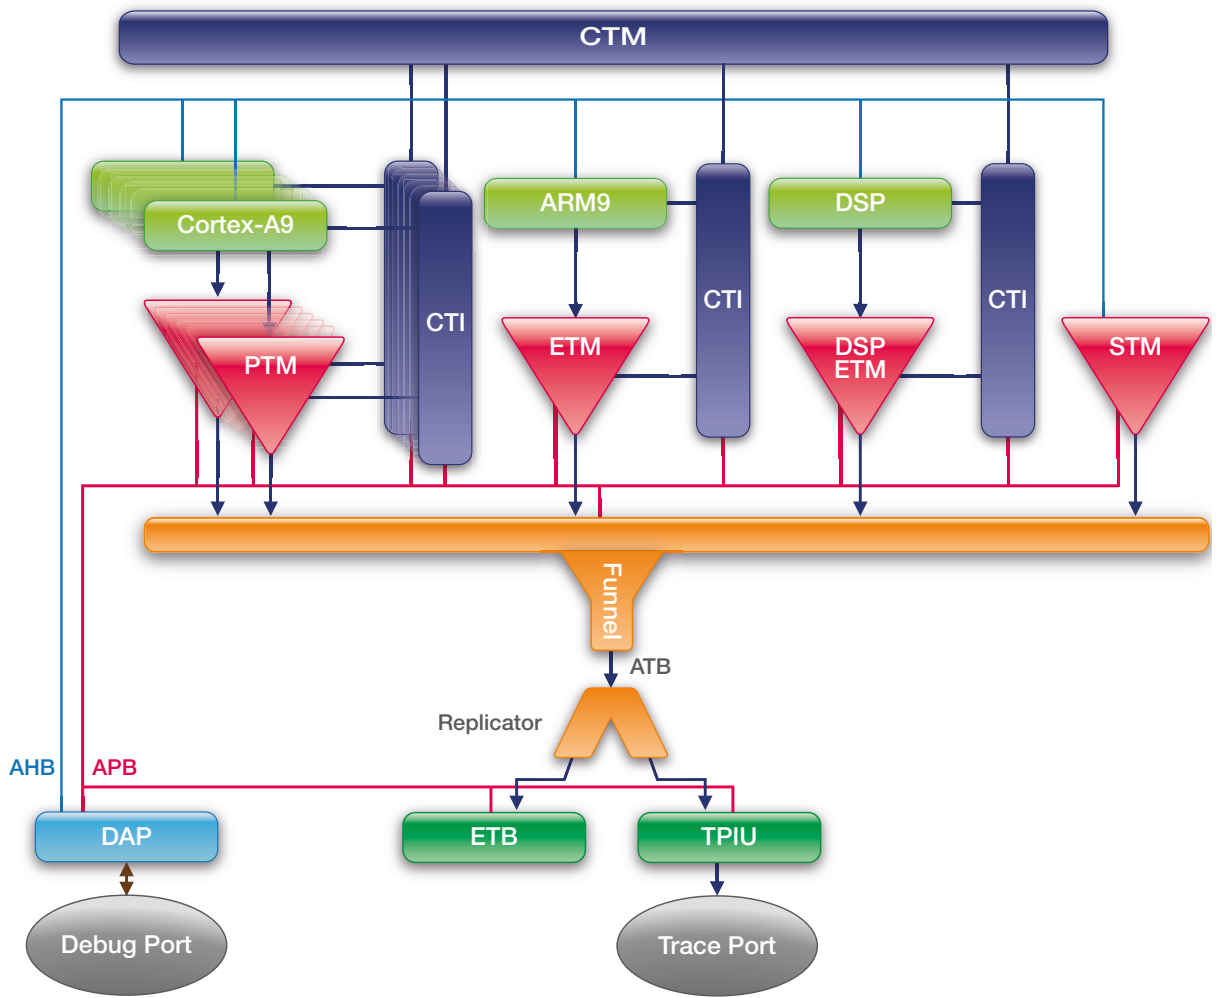 CTM
Cortex-A9
ARM9
DSP
CTI
CTI
CTI
PTM
ETM
DSP
ETM
STM
Funnel
ATB
Replicator
AHB
APB
DAP
ETB
TPIU
Debug Port
Trace Port